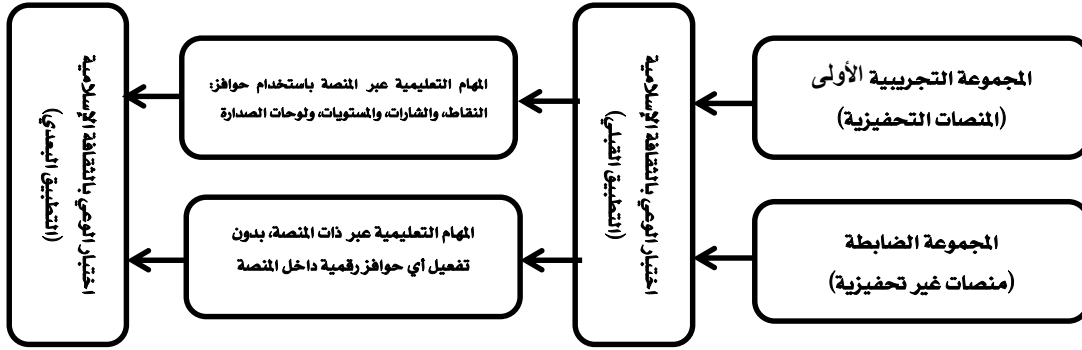 المجموعة التجريبية الأولى
(المنصات التحفيزية)
المجموعة الضابطة
(منصات غير تحفيزية)
اختبار الوعي بالثقافة الإسلامية
(التطبيق القبلي)
المهام التعليمية عبر المنصة باستخدام حوافز:
النقاط، والشارات، والمستويات، ولوحات الصدارة
المهام التعليمية عبر ذات المنصة، بدون
تفعيل أي حوافز رقمية داخل المنصة
اختبار الوعي بالثقافة الإسلامية
(التطبيق البعدي)